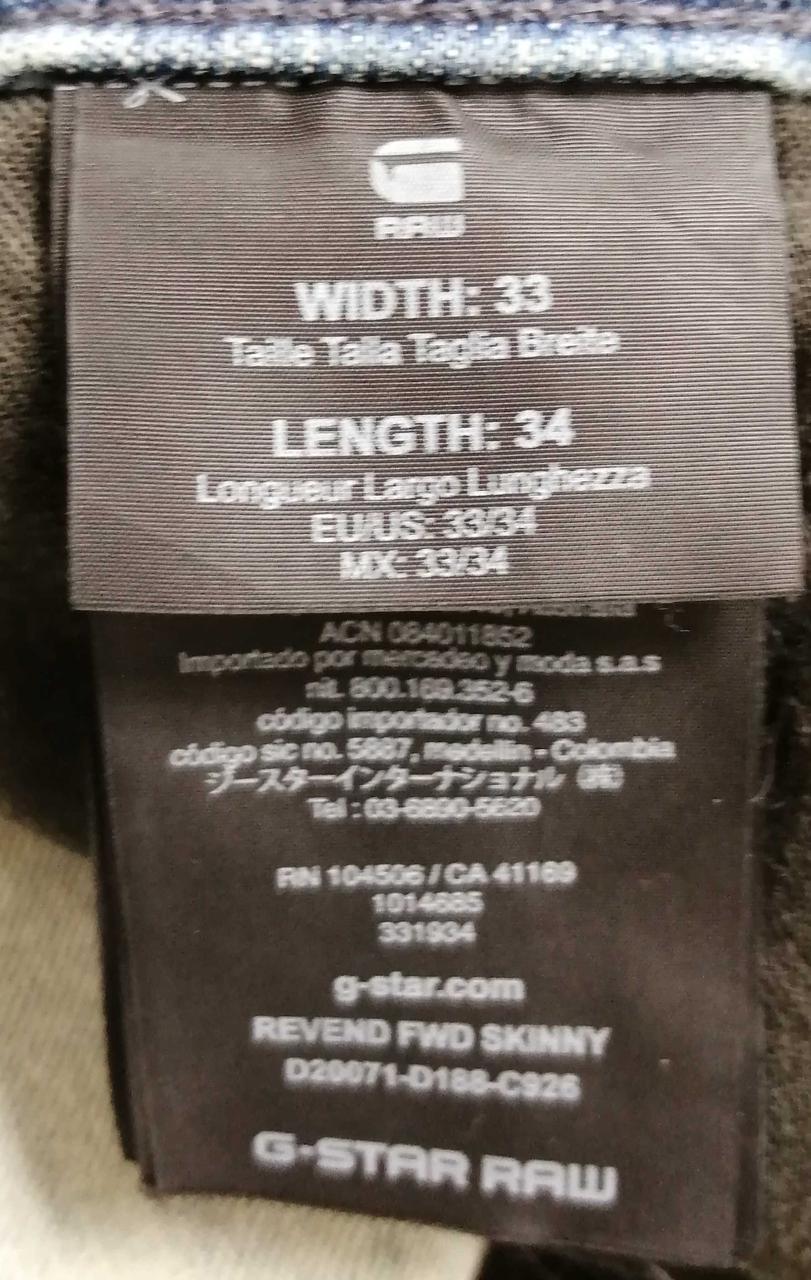 RAW
WIDTH: 33
Taille Talla Taglia Breite
LENGTH: 34
Longueur Largo Lunghezza
EU/US: 33/34
MX: 33/34
ACN 084011852
Importado por mercadeo y moda s.a.s
nit. 800.169.352-6
código importador no. 483
código sic no. 5887, medellin - Colombia
ジースターインターナショナル (株)
Tel : 03-6890-5620
RN 104506 / CA 41189
1014685
331934
g-star.com
REVEND FWD SKINNY
D20071-D188-C926
G-STAR RAW